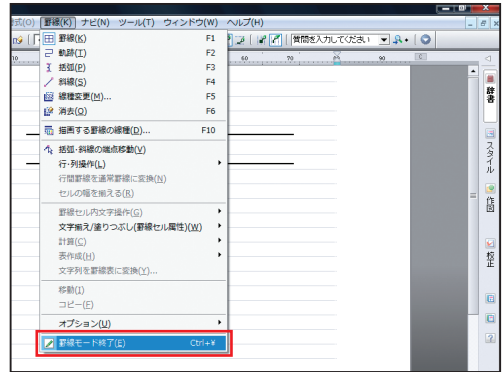 式(O) 罫線(K) ナビ(N) ツール(T) ウィンドウ(W) ヘルプ(H)
質問を入力してください
10 60 70 80 90
罫線(K) F1
軌跡(T) F2
括弧(P) F3
斜線(S) F4
線種変更(M)... F5
消去(O) F6
描画する罫線の線種(D)... F10
括弧・斜線の端点移動(V)
行・列操作(L)
行間罫線を通常罫線に変換(N)
セルの幅を揃える(R)
罫線セル内文字操作(G)
文字揃え/塗りつぶし(罫線セル属性)(W)
計算(C)
表作成(H)
文字列を罫線表に変換(Y)...
移動(I)
コピー(F)
オプション(U)
罫線モード終了(E) Ctrl+¥
辞書
スタイル
作図
校正